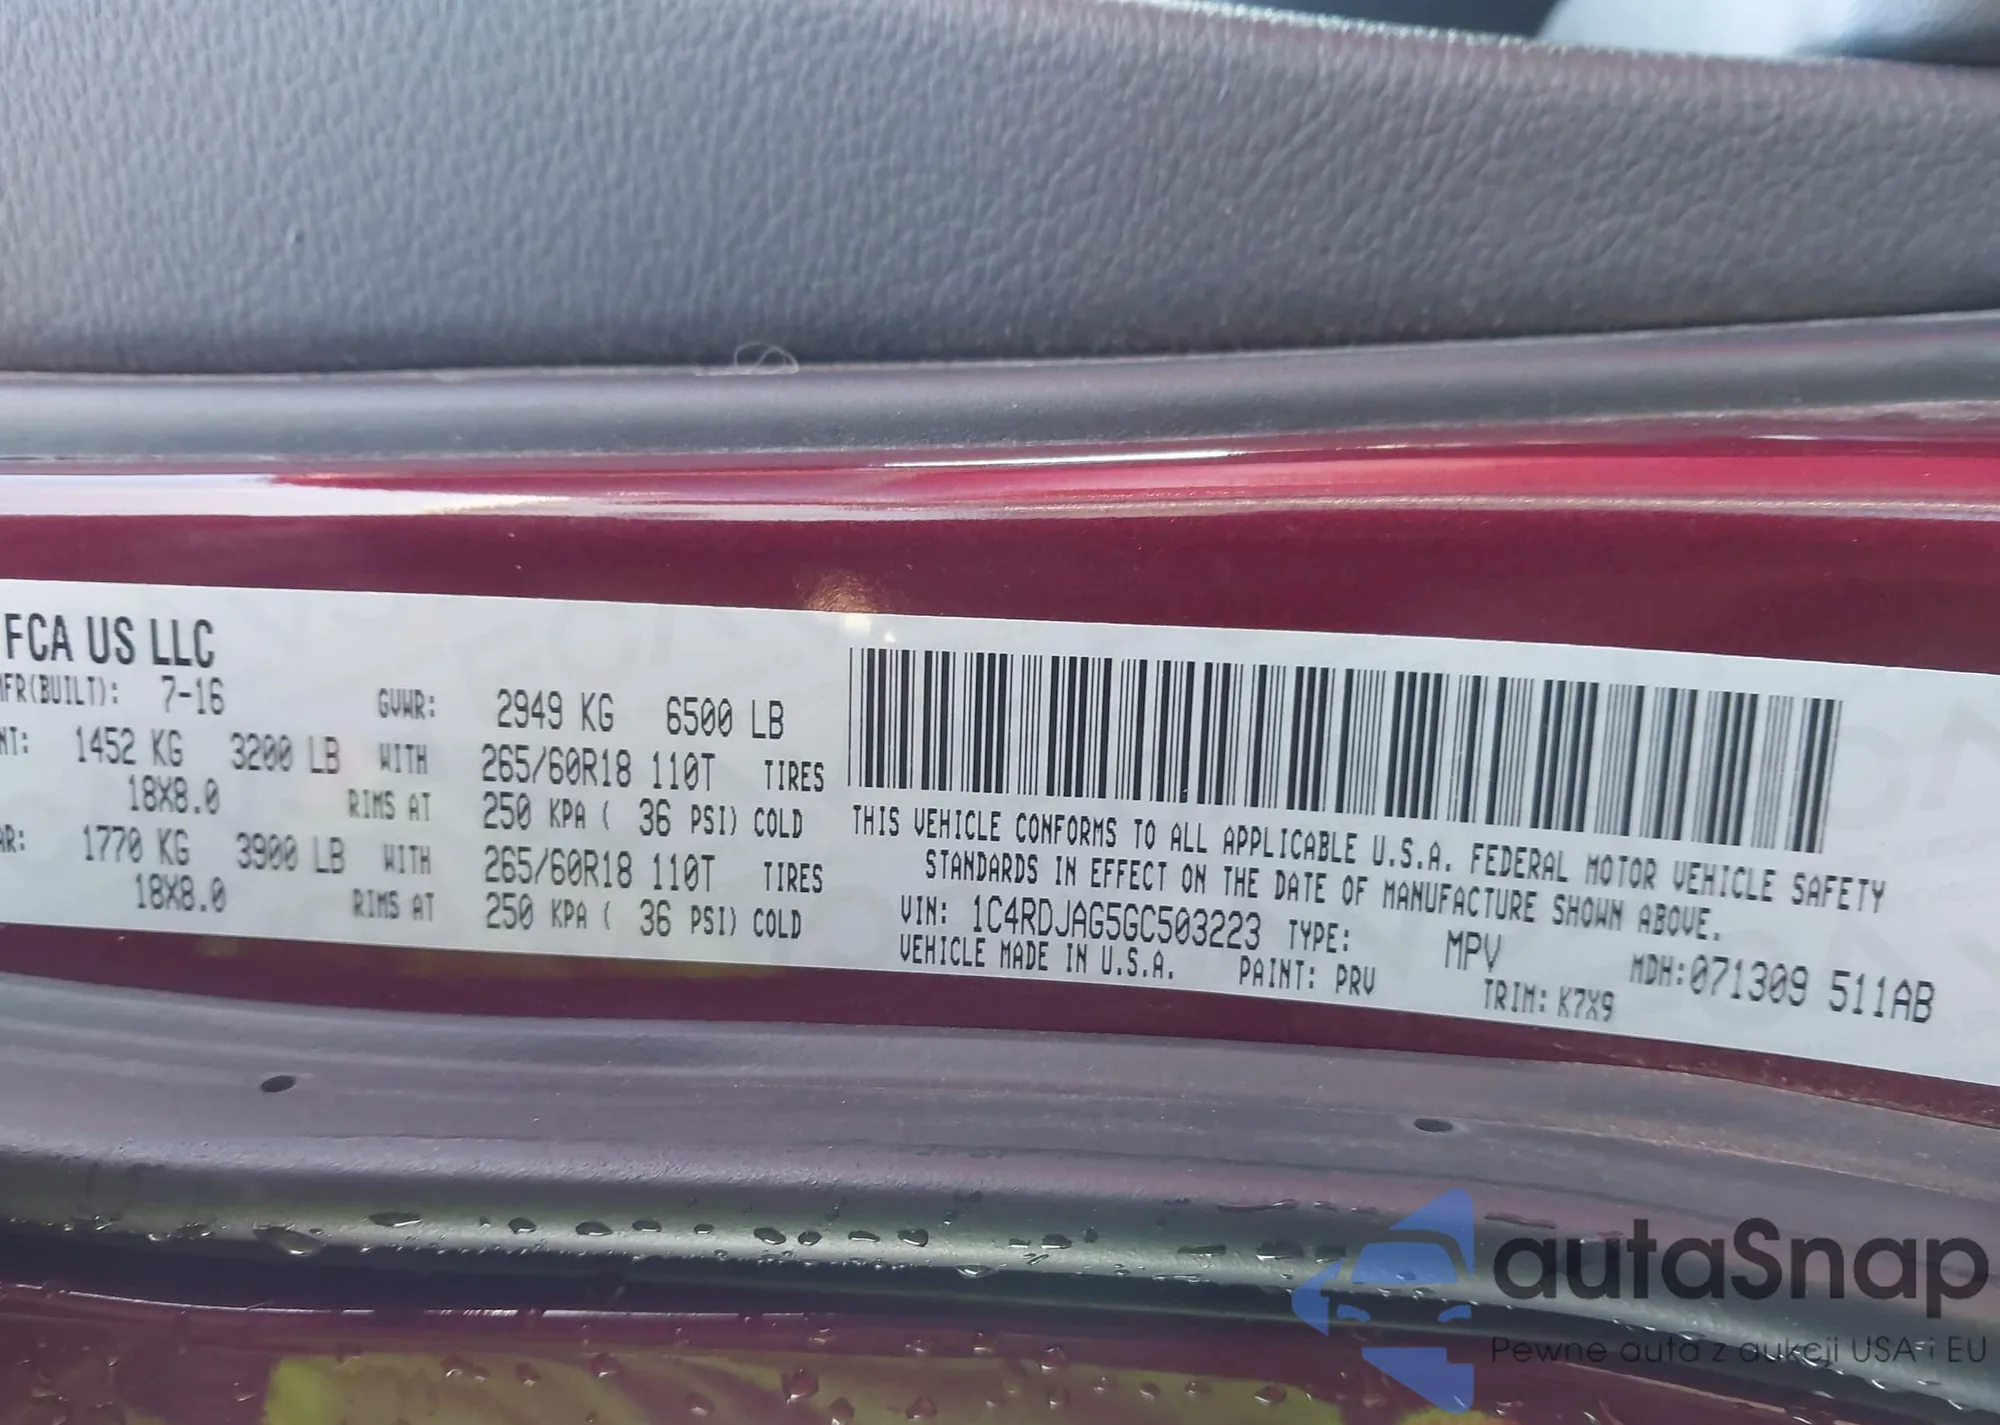 FCA US LLC
MFR(BUILT): 7-16 GVWR: 2949 KG 6500 LB
NT: 1452 KG 3200 LB WITH 265/60R18 110T TIRES
18X8.0 RIMS AT 250 KPA ( 36 PSI) COLD
AR: 1770 KG 3900 LB WITH 265/60R18 110T TIRES
18X8.0 RIMS AT 250 KPA ( 36 PSI) COLD
THIS VEHICLE CONFORMS TO ALL APPLICABLE U.S.A. FEDERAL MOTOR VEHICLE SAFETY
STANDARDS IN EFFECT ON THE DATE OF MANUFACTURE SHOWN ABOVE.
VIN: 1C4RDJAG5GC503223 TYPE: MPV MDH:071309 511AB
VEHICLE MADE IN U.S.A. PAINT: PRV TRIM: K7X9
autaSnap
Pewne auta z aukcji USA i EU